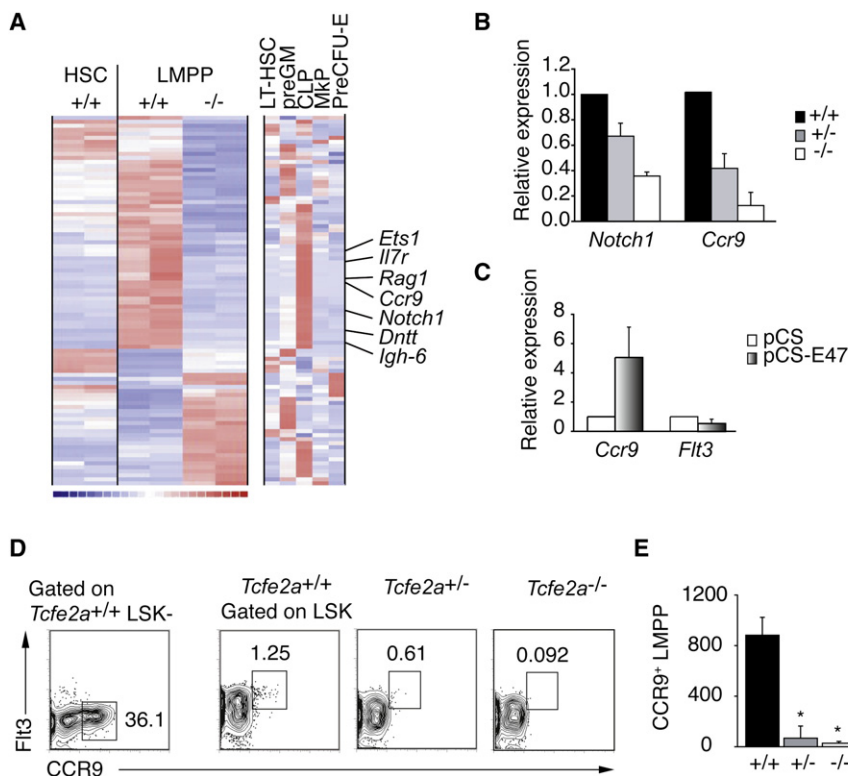 A
HSC
LMPP
+/+
+/+
-/-
LT-HSC
preGM
CLP
MkP
PreCFU-E
Ets1
Il7r
Rag1
Ccr9
Notch1
Dntt
Igh-6
B
Relative expression
1.2
1.0
0.8
0.6
0.4
0.2
0.0
Notch1
Ccr9
+/+
+/-
-/-
C
Relative expression
8
6
4
2
0
Ccr9
Flt3
pCS
pCS-E47
D
Gated on
Tcfe2a+/+ LSK-
Tcfe2a+/+
Gated on LSK
Tcfe2a+/-
Tcfe2a-/-
36.1
1.25
0.61
0.092
Flt3
CCR9
E
CCR9+ LMPP
1200
800
400
0
*
*
+/+
+/-
-/-